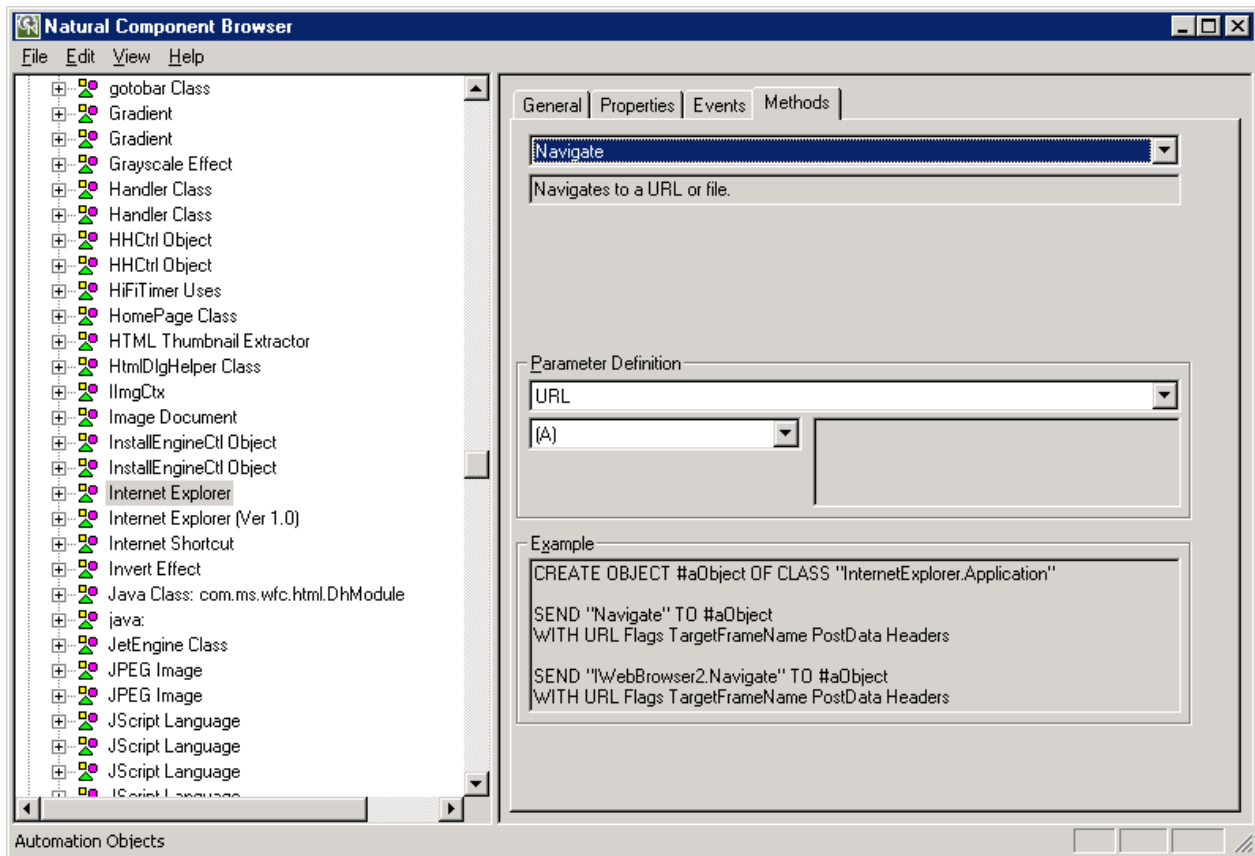 Natural Component Browser
File Edit View Help
gotobar Class
Gradient
Gradient
Grayscale Effect
Handler Class
Handler Class
HHCtrl Object
HHCtrl Object
HiFiTimer Uses
HomePage Class
HTML Thumbnail Extractor
HtmlDlgHelper Class
IImgCtx
Image Document
InstallEngineCtl Object
InstallEngineCtl Object
Internet Explorer
Internet Explorer (Ver 1.0)
Internet Shortcut
Invert Effect
Java Class: com.ms.wfc.html.DhModule
java:
JetEngine Class
JPEG Image
JPEG Image
JScript Language
JScript Language
JScript Language
JScript Language
General Properties Events Methods
Navigate
Navigates to a URL or file.
Parameter Definition
URL
(A)
Example
CREATE OBJECT #aObject OF CLASS "InternetExplorer.Application"
SEND "Navigate" TO #aObject
WITH URL Flags TargetFrameName PostData Headers
SEND "IWebBrowser2.Navigate" TO #aObject
WITH URL Flags TargetFrameName PostData Headers
Automation Objects